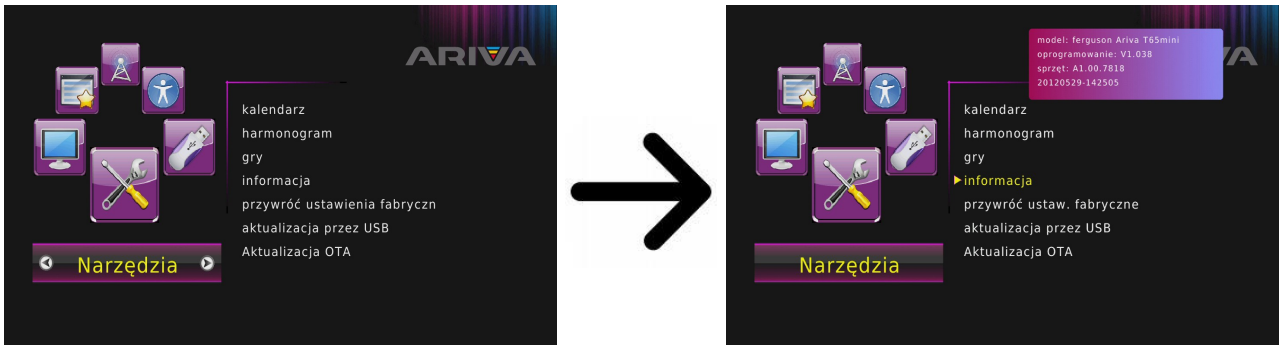 ARIVA
kalendarz
harmonogram
gry
informacja
przywróć ustawienia fabryczn
aktualizacja przez USB
Aktualizacja OTA
Narzędzia
model: ferguson Ariva T65mini
oprogramowanie: V1.038
sprzęt: A1.00.7818
20120529-142505
VA
kalendarz
harmonogram
gry
informacja
przywróć ustaw. fabryczne
aktualizacja przez USB
Aktualizacja OTA
Narzędzia